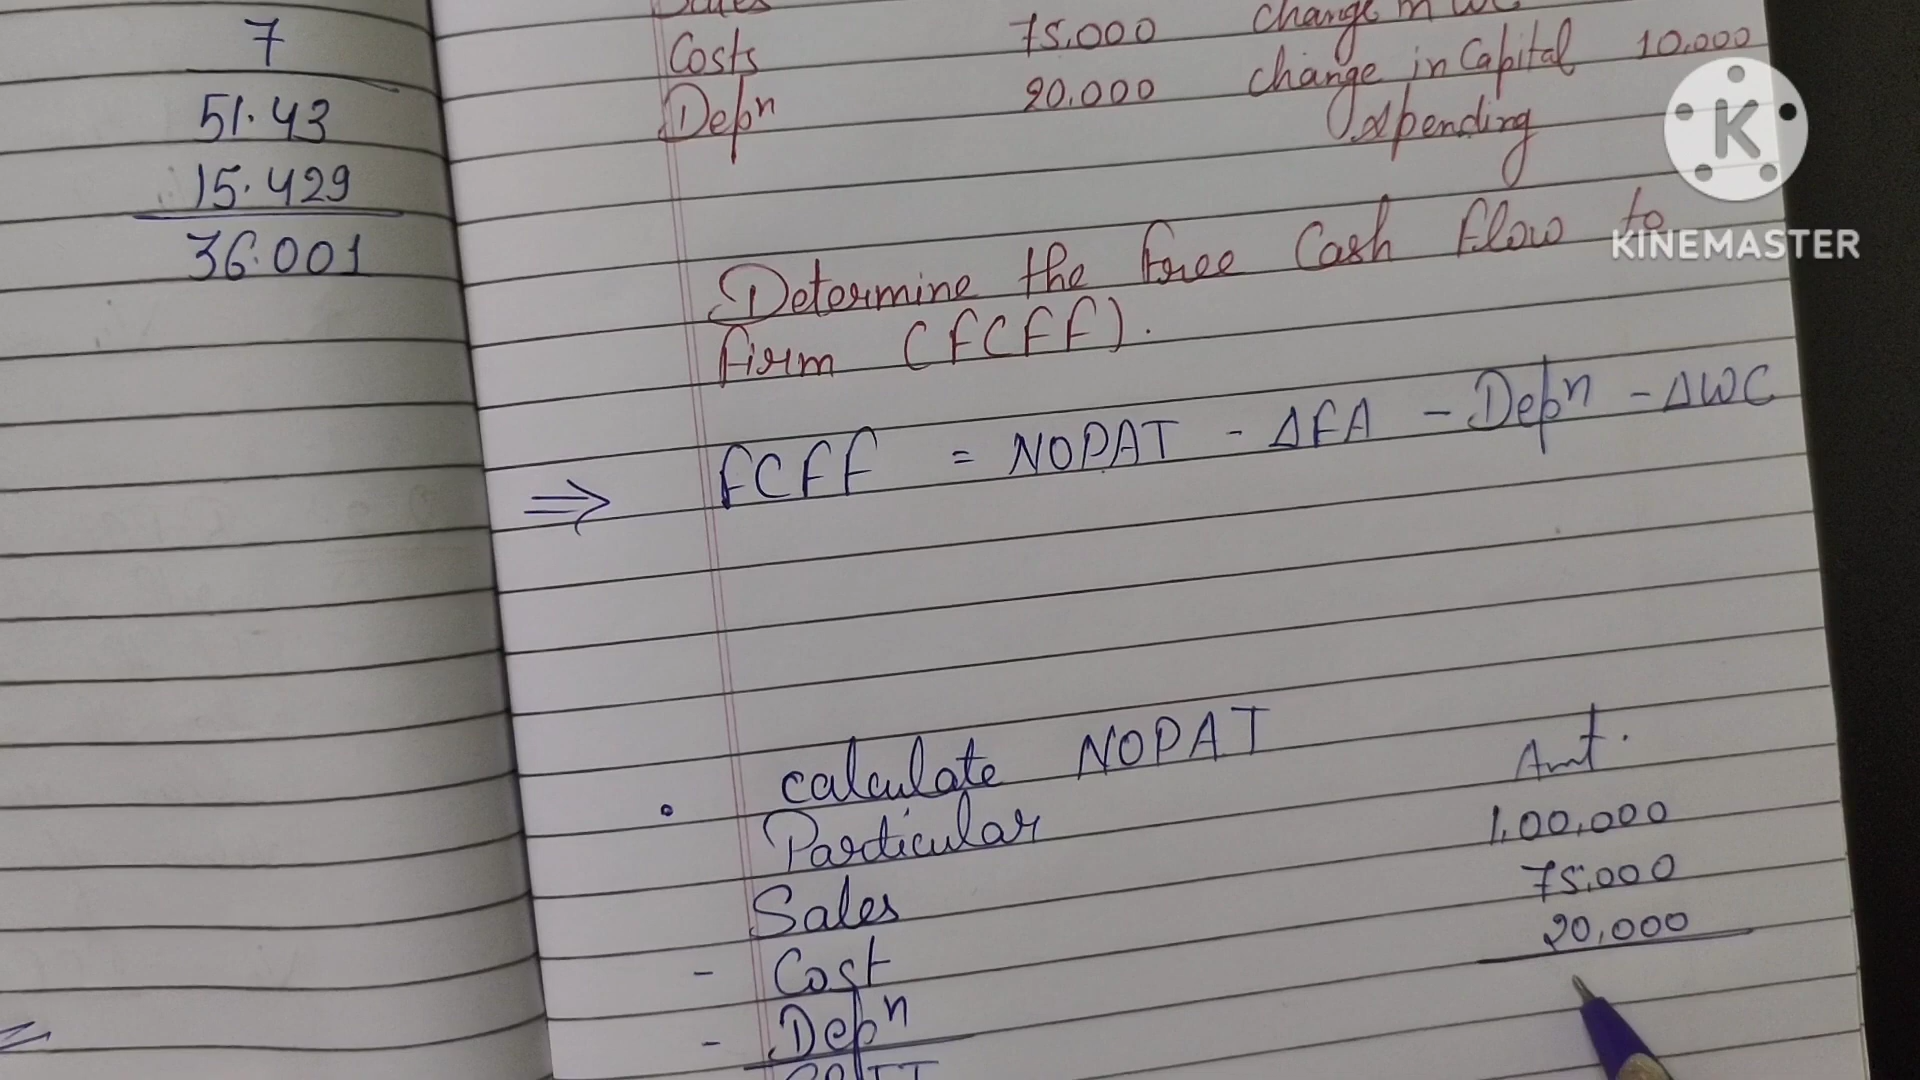 7
51.43
15.429
36.001
Sales
Costs 75,000 change in WC
Depn 20,000 change in Capital 10,000
spending
Determine the free Cash flow to
firm (FCFF).
⇒ FCFF = NOPAT - ΔFA - Depn - ΔWC
• calculate NOPAT
Particular Amt.
Sales 1,00,000
- Cost 75,000
- Depn 20,000
K
KINEMASTER